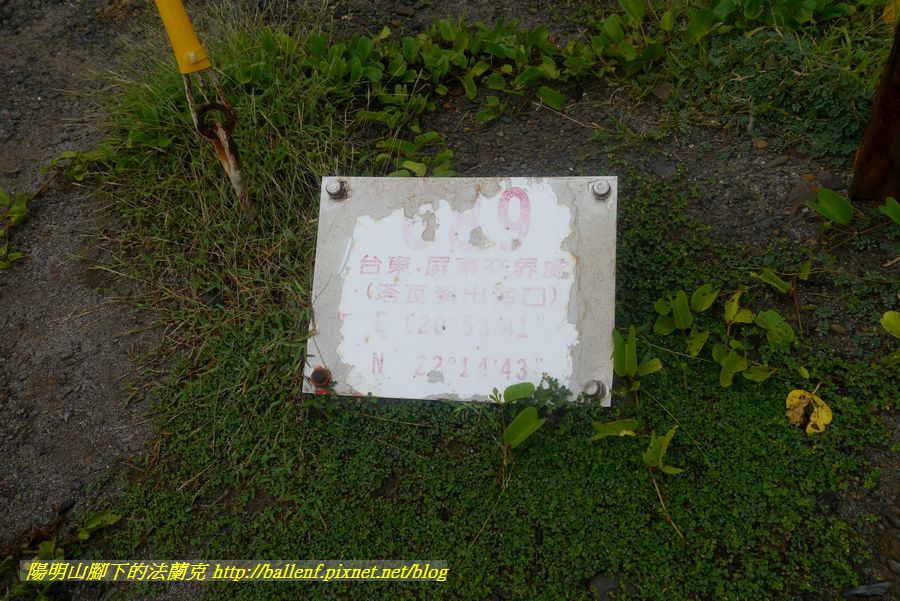 089
台東 屏東交界處
(塔瓦溪出海口)
E 120°53'41"
N 22°14'43"
陽明山腳下的法蘭克 http://ballenf.pixnet.net/blog